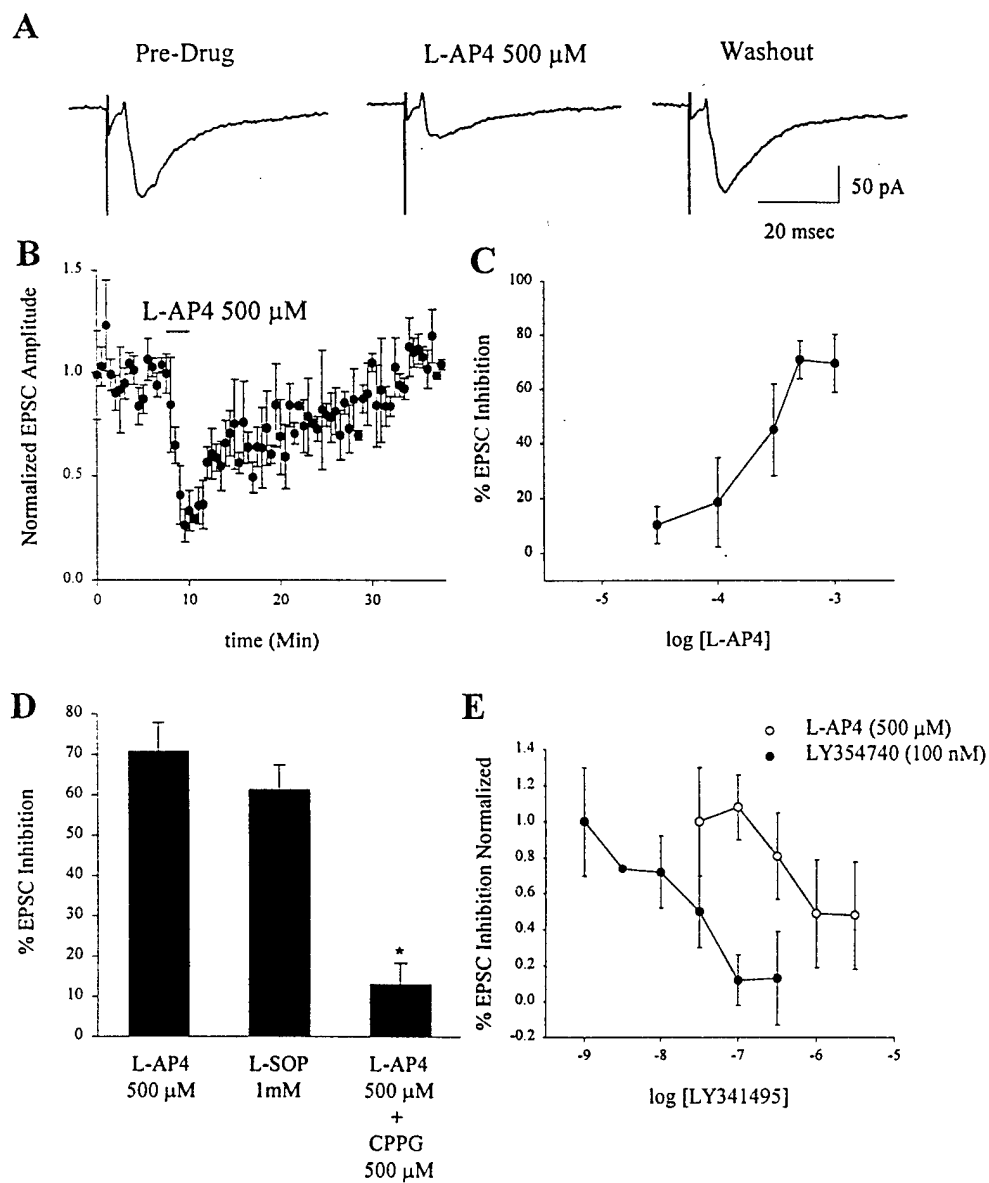 A
Pre-Drug
L-AP4 500 µM
Washout
50 pA
20 msec
B
1.5
1.0
0.5
0.0
Normalized EPSC Amplitude
L-AP4 500 µM
0
10
20
30
time (Min)
C
100
80
60
40
20
0
% EPSC Inhibition
-5
-4
-3
log [L-AP4]
D
80
70
60
50
40
30
20
10
0
% EPSC Inhibition
*
L-AP4
500 µM
L-SOP
1mM
L-AP4
500 µM
+
CPPG
500 µM
E
L-AP4 (500 µM)
LY354740 (100 nM)
1.4
1.2
1.0
0.8
0.6
0.4
0.2
0.0
-0.2
% EPSC Inhibition Normalized
-9
-8
-7
-6
-5
log [LY341495]